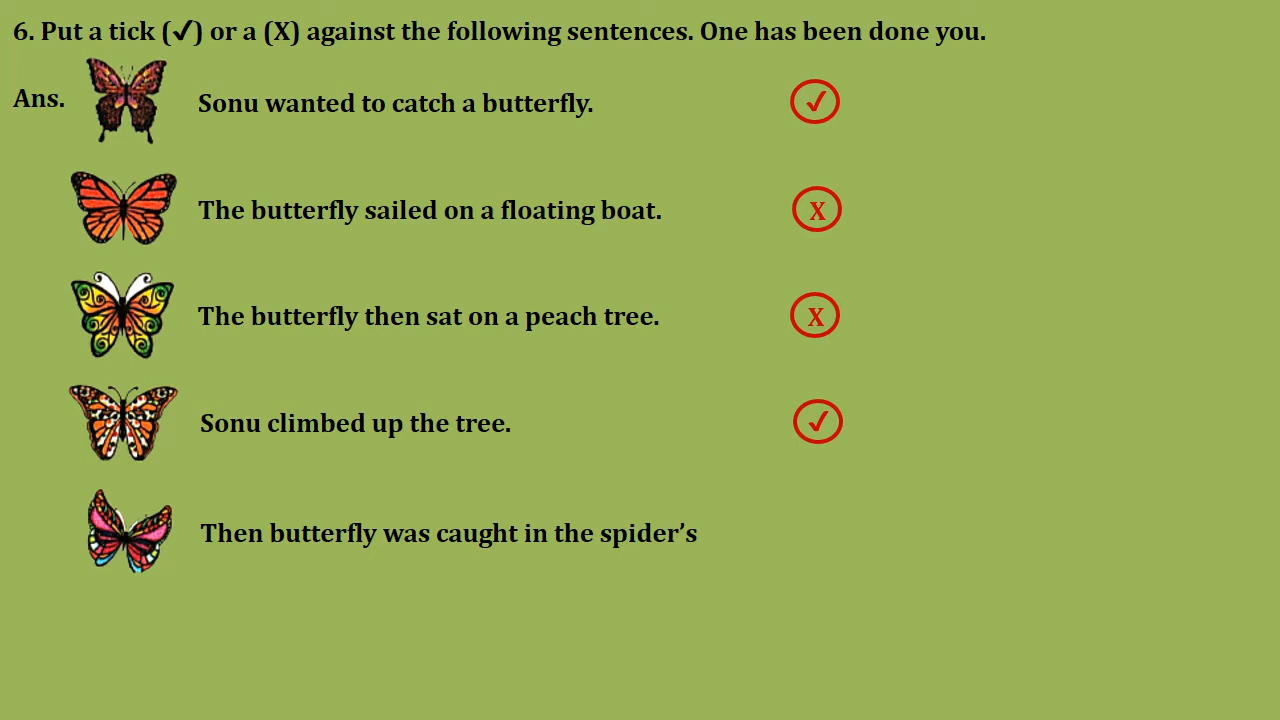 6. Put a tick (✓) or a (X) against the following sentences. One has been done you.
Ans. Sonu wanted to catch a butterfly. ✓
The butterfly sailed on a floating boat. X
The butterfly then sat on a peach tree. X
Sonu climbed up the tree. ✓
Then butterfly was caught in the spider’s